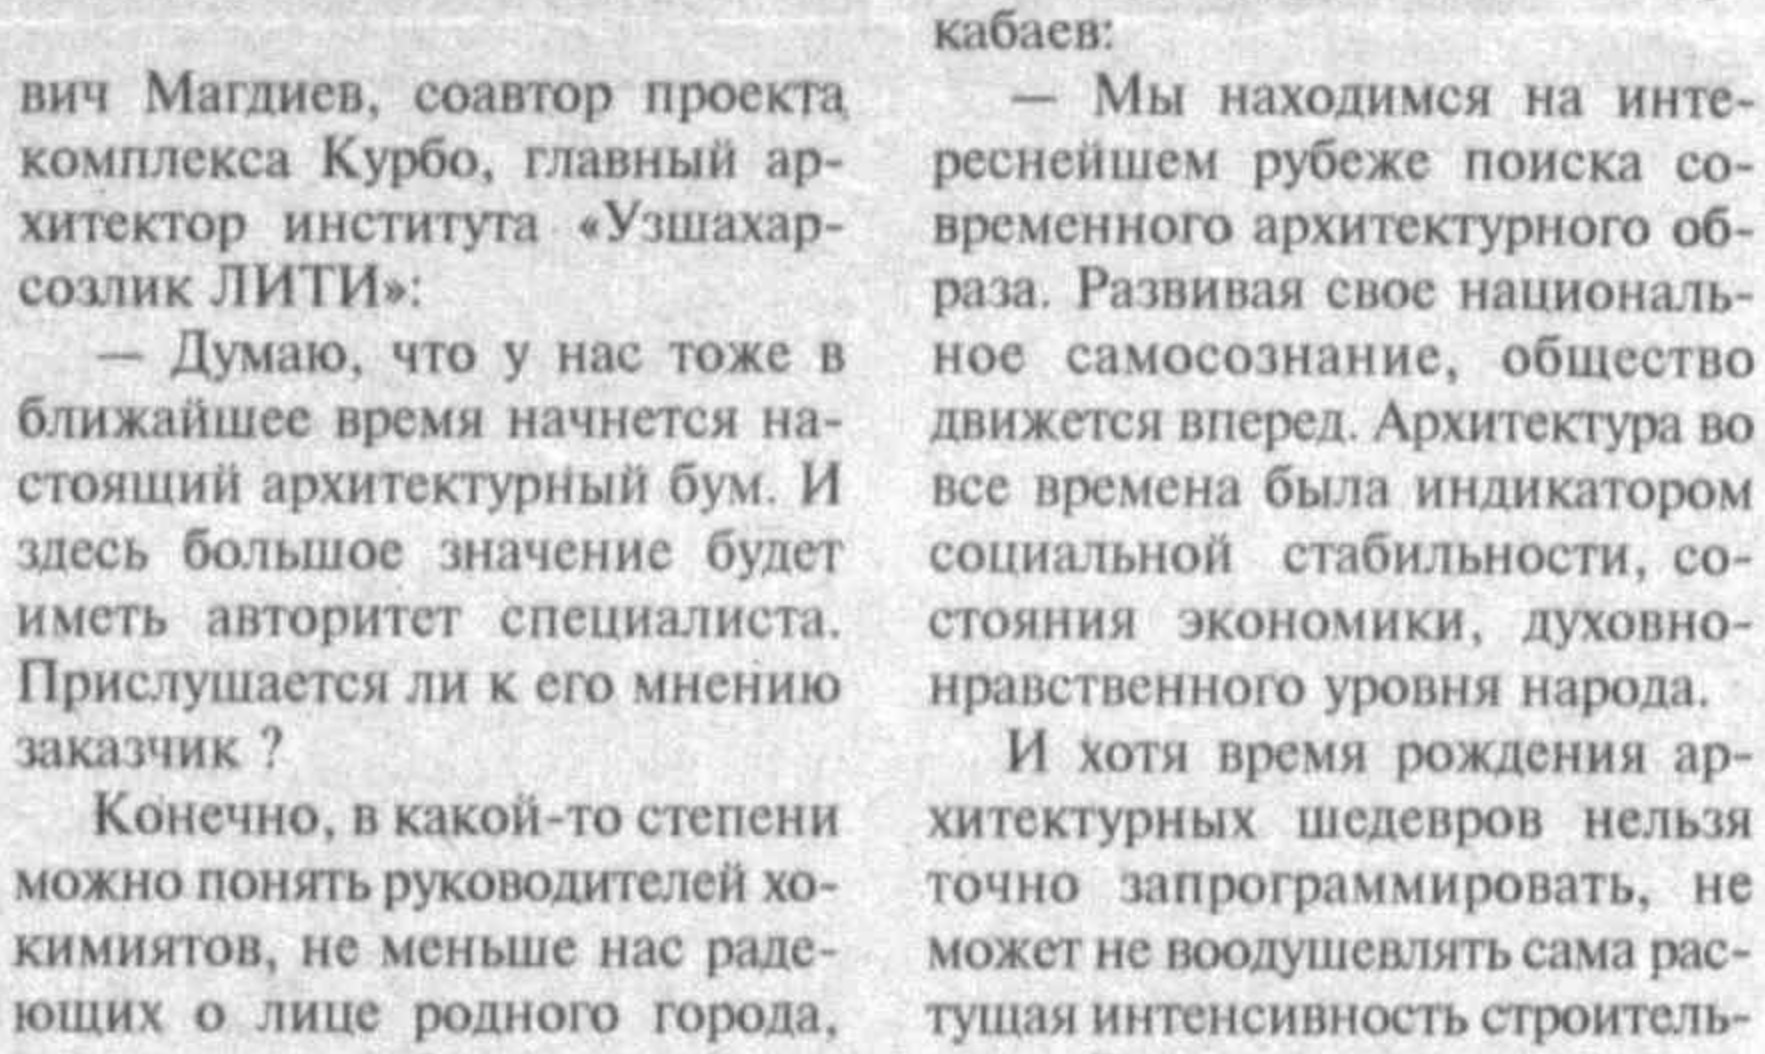 вич Магдиев, соавтор проекта
комплекса Курбо, главный ар-
хитектор института «Узшахар-
созлик ЛИТИ»:
— Думаю, что у нас тоже в
ближайшее время начнется на-
стоящий архитектурный бум. И
здесь большое значение будет
иметь авторитет специалиста.
Прислушается ли к его мнению
заказчик ?
Конечно, в какой-то степени
можно понять руководителей хо-
кимиятов, не меньше нас раде-
ющих о лице родного города,
кабаев:
— Мы находимся на инте-
реснейшем рубеже поиска со-
временного архитектурного об-
раза. Развивая свое националь-
ное самосознание, общество
движется вперед. Архитектура во
все времена была индикатором
социальной стабильности, со-
стояния экономики, духовно-
нравственного уровня народа.
И хотя время рождения ар-
хитектурных шедевров нельзя
точно запрограммировать, не
может не воодушевлять сама рас-
тущая интенсивность строитель-